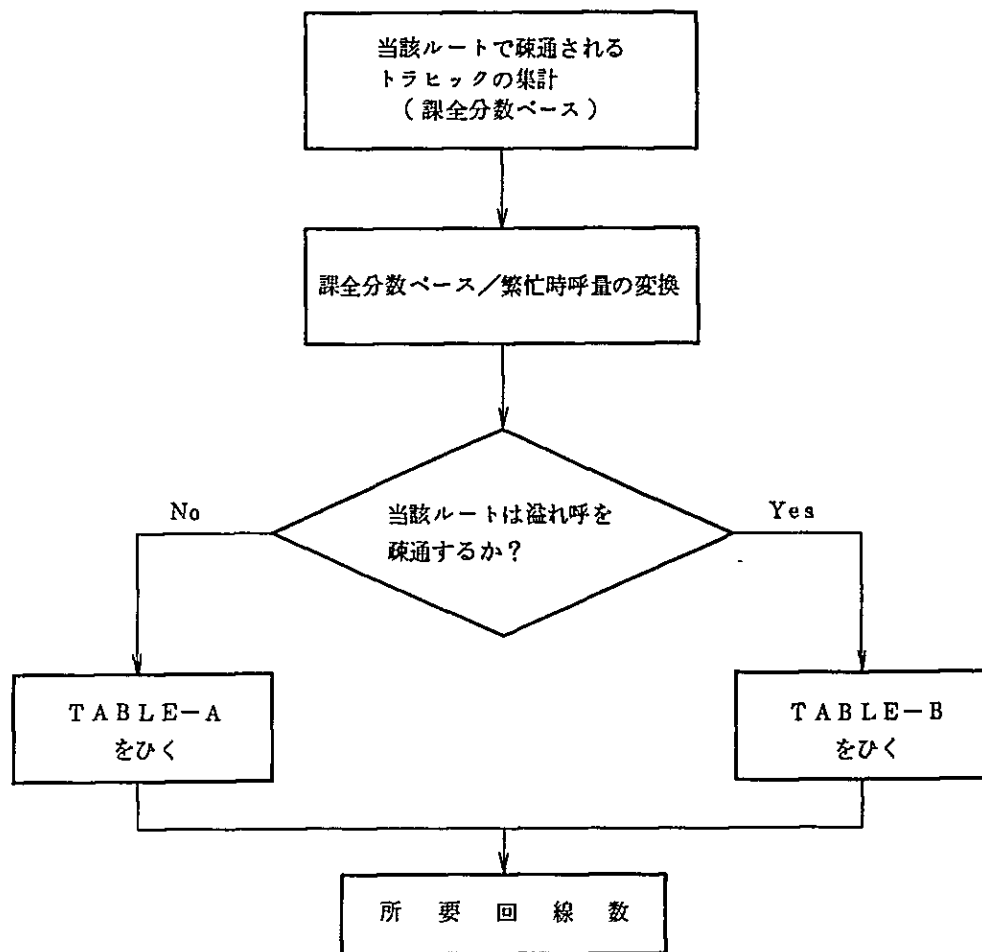 当該ルートで疎通される
トラヒックの集計
(課全分数ベース)
課全分数ベース/繁忙時呼量の変換
当該ルートは溢れ呼を
疎通するか?
No
Yes
TABLE-A
をひく
TABLE-B
をひく
所要回線数